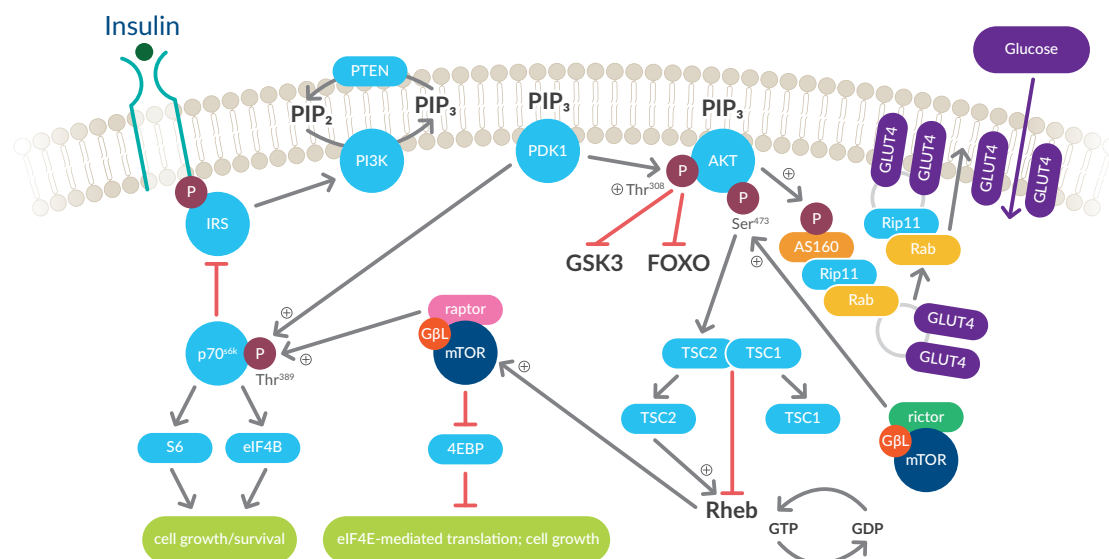 Insulin
Glucose
PTEN
PIP2
PIP3
PIP3
PIP3
PI3K
PDK1
AKT
P
Thr308
P
Ser473
P
IRS
GLUT4
GLUT4
GLUT4
GLUT4
P
AS160
Rip11
Rab
Rip11
Rab
GLUT4
GLUT4
GSK3
FOXO
raptor
GβL
mTOR
p70s6k
P
Thr389
TSC2
TSC1
TSC2
TSC1
rictor
GβL
mTOR
S6
eIF4B
4EBP
Rheb
GTP
GDP
cell growth/survival
eIF4E-mediated translation; cell growth